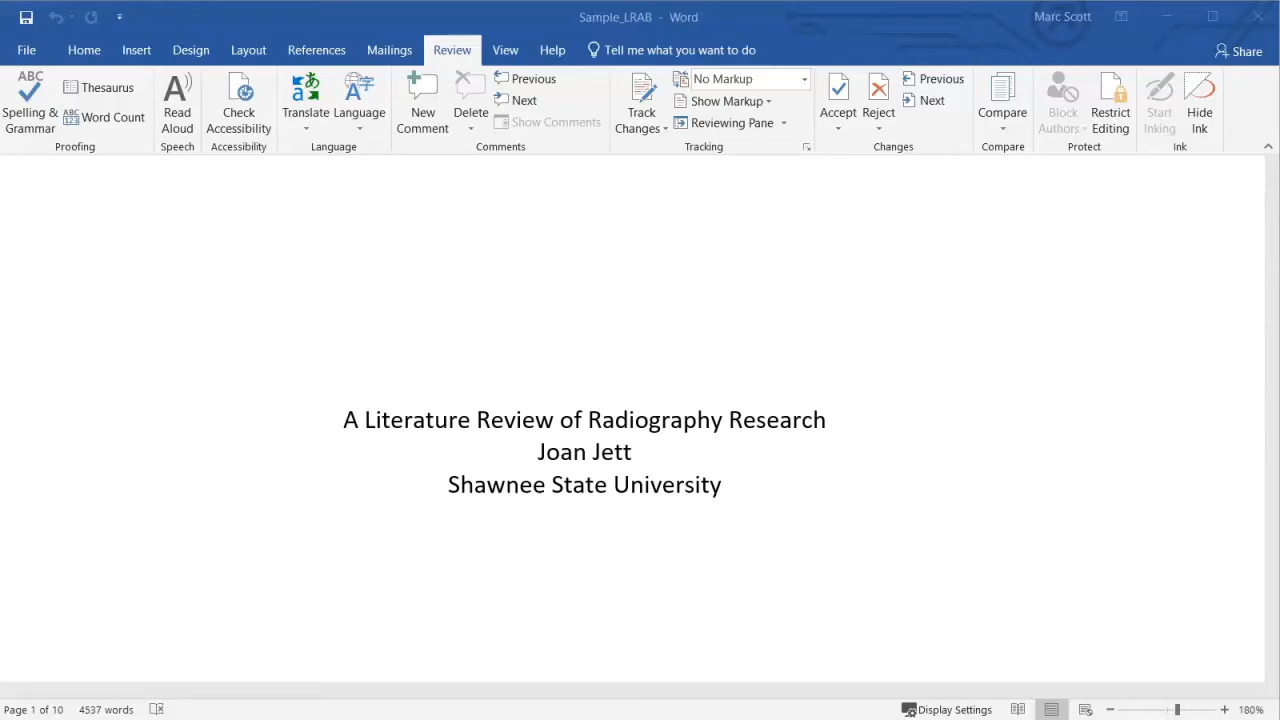 Sample_LRAB - Word
Marc Scott
File Home Insert Design Layout References Mailings Review View Help Tell me what you want to do Share
ABC
Spelling & Grammar
Thesaurus
ABC 123 Word Count
Proofing
Read Aloud
Speech
Check Accessibility
Accessibility
Translate
Language
Language
New Comment
Delete
Previous
Next
Show Comments
Comments
Track Changes
No Markup
Show Markup
Reviewing Pane
Tracking
Accept
Reject
Previous
Next
Changes
Compare
Compare
Block Authors
Restrict Editing
Protect
Start Inking
Hide Ink
Ink
A Literature Review of Radiography Research
Joan Jett
Shawnee State University
Page 1 of 10 4537 words Display Settings 180%